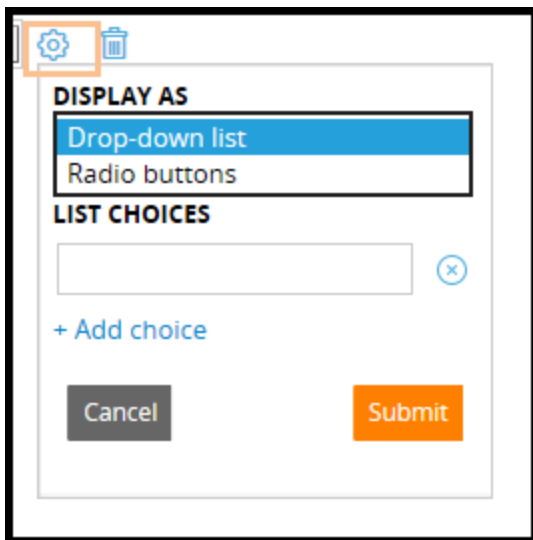 DISPLAY AS
Drop-down list
Radio buttons
LIST CHOICES
+ Add choice
Cancel
Submit